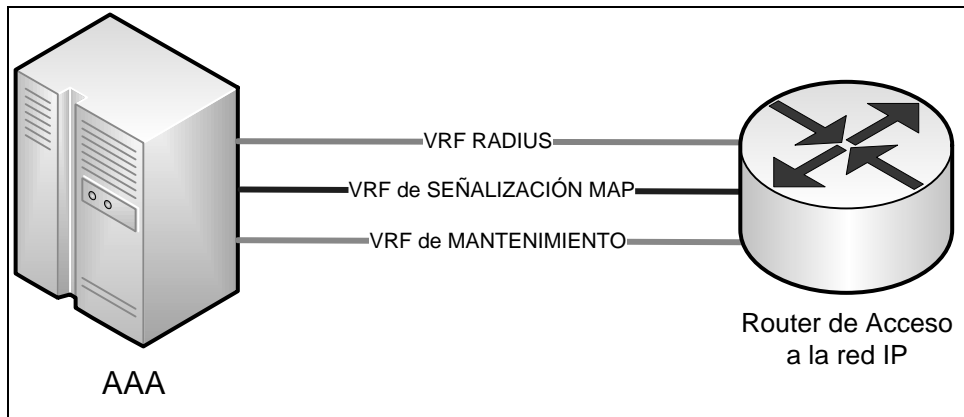 VRF RADIUS
VRF de SEÑALIZACIÓN MAP
VRF de MANTENIMIENTO
Router de Acceso
a la red IP
AAA